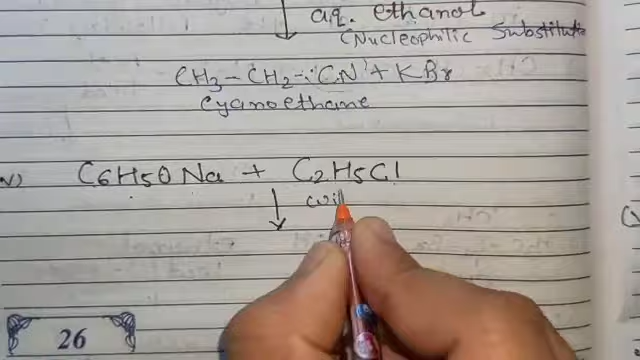 aq. ethanol
(Nucleophilic Substitution
CH3-CH2-CN + KBr
Cyanoethane
C6H5ONa + C2H5Cl
26